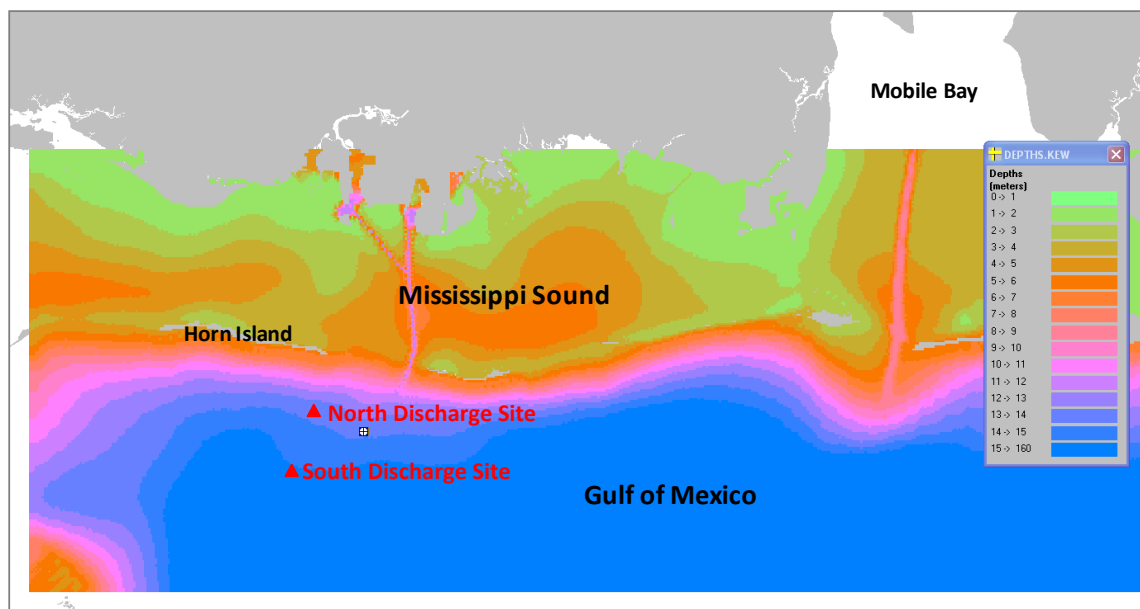 Mobile Bay
DEPTHS.KEW
Depths
(meters)
0 -> 1
1 -> 2
2 -> 3
3 -> 4
4 -> 5
5 -> 6
6 -> 7
7 -> 8
8 -> 9
9 -> 10
10 -> 11
11 -> 12
12 -> 13
13 -> 14
14 -> 15
15 -> 160
Mississippi Sound
Horn Island
North Discharge Site
South Discharge Site
Gulf of Mexico